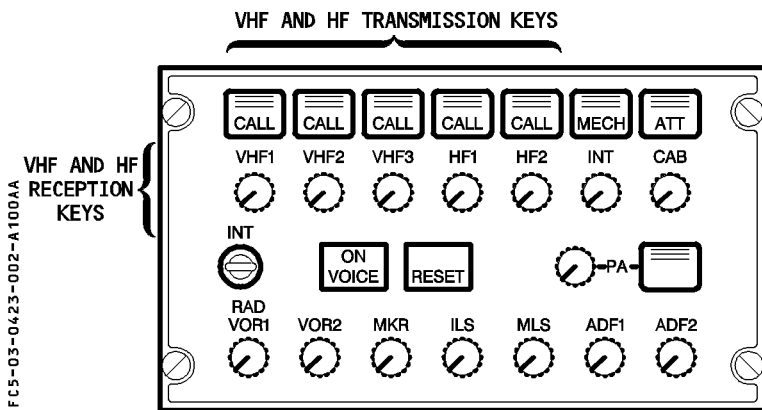 VHF AND HF TRANSMISSION KEYS
CALL CALL CALL CALL CALL MECH ATT
VHF1 VHF2 VHF3 HF1 HF2 INT CAB
VHF AND HF
RECEPTION
KEYS
INT
ON
VOICE
RESET
PA
RAD
VOR1 VOR2 MKR ILS MLS ADF1 ADF2
FC5-03-0423-002-A100AA